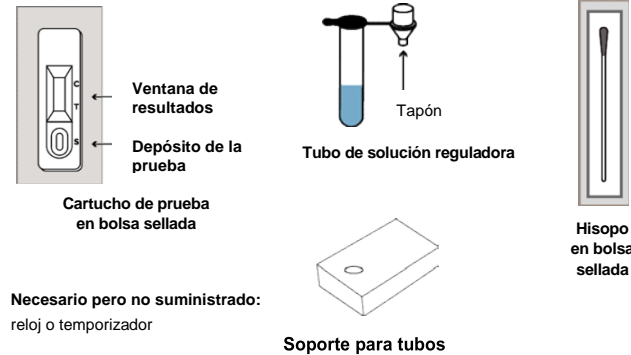 C
T
S
Ventana de
resultados
Depósito de la
prueba
Cartucho de prueba
en bolsa sellada
Tapón
Tubo de solución reguladora
Hisopo
en bolsa
sellada
Necesario pero no suministrado:
reloj o temporizador
Soporte para tubos